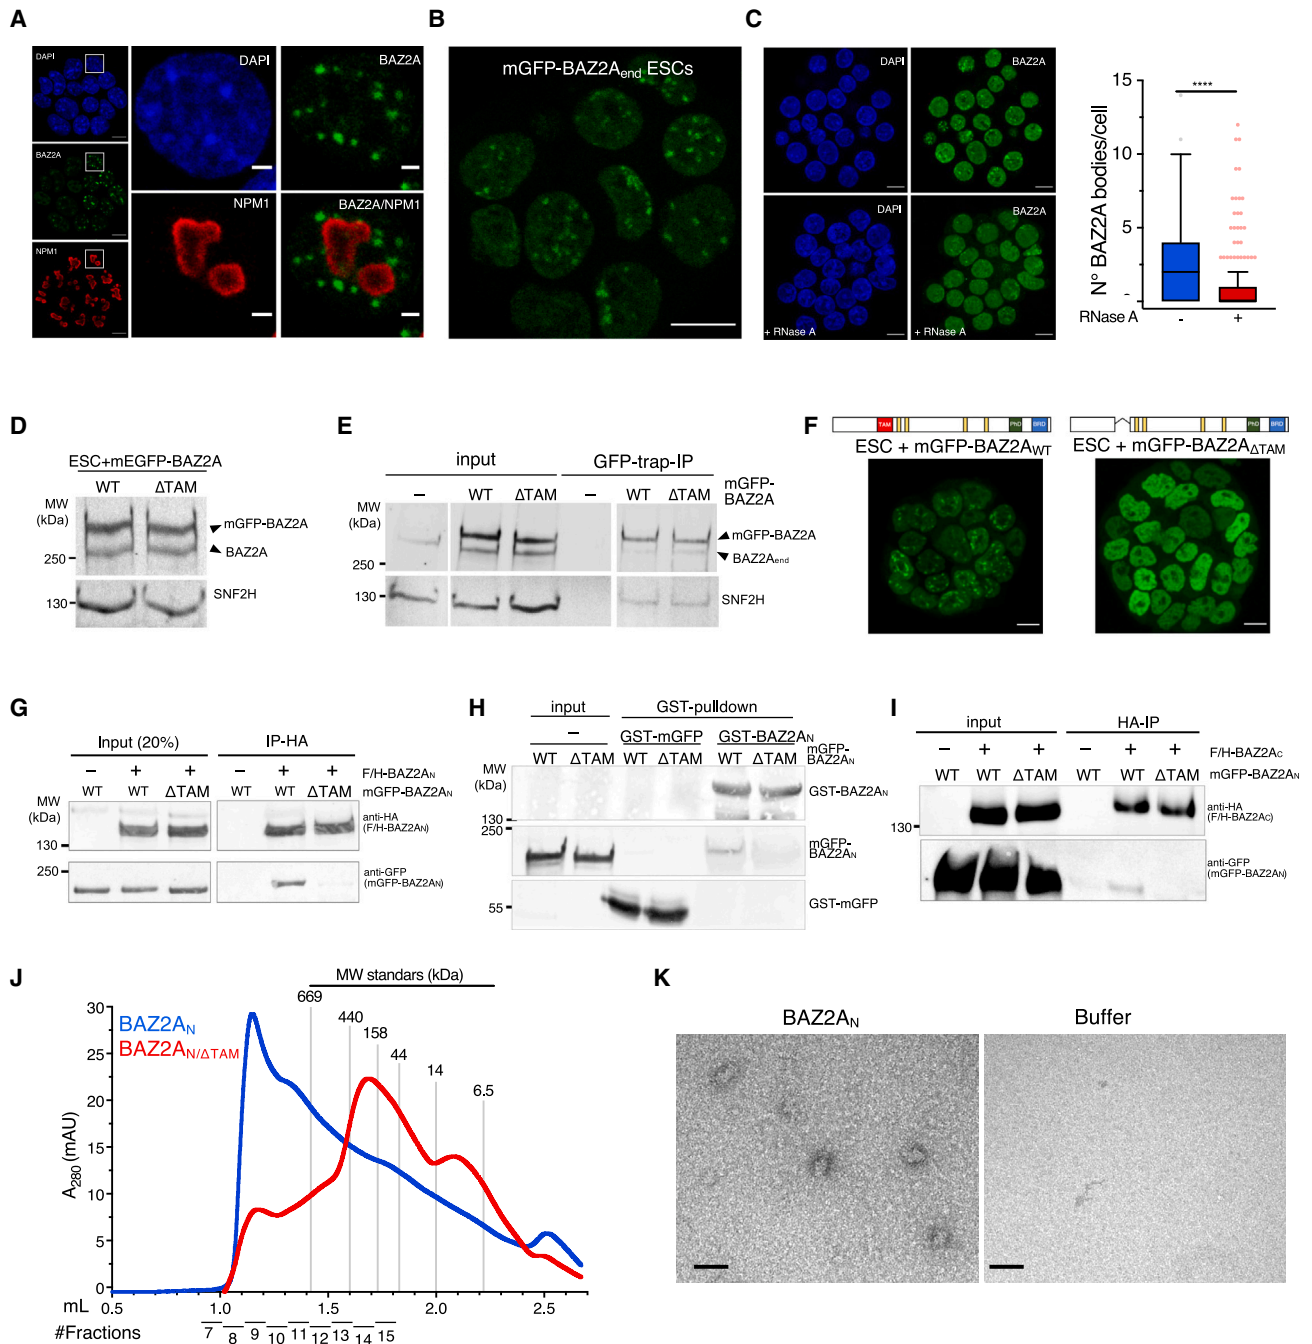 A
DAPI
BAZ2A
NPM1
DAPI
BAZ2A
NPM1
BAZ2A/NPM1
B
mGFP-BAZ2Aend ESCs
C
DAPI
BAZ2A
DAPI
+ RNase A
BAZ2A
+ RNase A
N° BAZ2A bodies/cell
15
10
5
-
****
RNase A - +
D
ESC+mEGFP-BAZ2A
WT ΔTAM
MW
(kDa)
250
130
mGFP-BAZ2A
BAZ2A
SNF2H
E
input GFP-trap-IP
– WT ΔTAM – WT ΔTAM
mGFP-
BAZ2A
MW
(kDa)
250
130
mGFP-BAZ2A
BAZ2Aend
SNF2H
F
TAM PhD BRD
ESC + mGFP-BAZ2AWT
PhD BRD
ESC + mGFP-BAZ2AΔTAM
G
Input (20%) IP-HA
– + + – + + F/H-BAZ2AN
WT WT ΔTAM WT WT ΔTAM mGFP-BAZ2AN
MW
(kDa)
130
250
anti-HA
(F/H-BAZ2AN)
anti-GFP
(mGFP-BAZ2AN)
H
input GST-pulldown
– GST-mGFP GST-BAZ2AN
WT ΔTAM WT ΔTAM WT ΔTAM
mGFP-
BAZ2AN
MW
(kDa)
130
250
55
GST-BAZ2AN
mGFP-
BAZ2AN
GST-mGFP
I
input HA-IP
– + + – + + F/H-BAZ2AC
WT WT ΔTAM WT WT ΔTAM mGFP-BAZ2AN
130
anti-HA
(F/H-BAZ2AC)
anti-GFP
(mGFP-BAZ2AN)
J
MW standars (kDa)
669
440
158
44
14
6.5
BAZ2AN
BAZ2AN/ΔTAM
A280 (mAU)
30
25
20
15
10
5
0
mL 0.5 1.0 1.5 2.0 2.5
#Fractions 7 8 9 10 11 12 13 14 15
K
BAZ2AN
Buffer